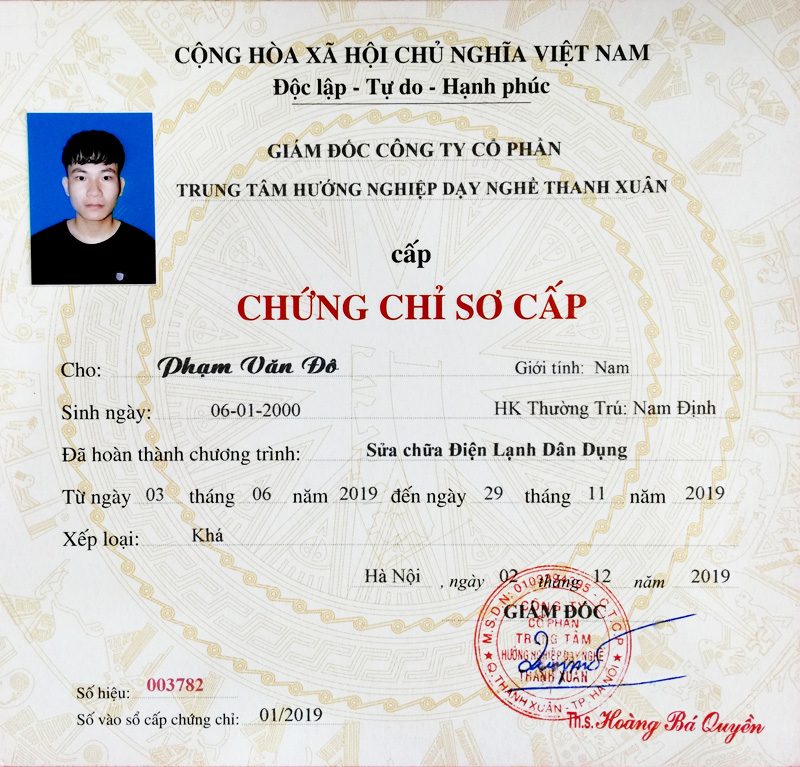 CỘNG HÒA XÃ HỘI CHỦ NGHĨA VIỆT NAM
Độc lập - Tự do - Hạnh phúc
GIÁM ĐỐC CÔNG TY CỔ PHẦN
TRUNG TÂM HƯỚNG NGHIỆP DẠY NGHỀ THANH XUÂN
cấp
CHỨNG CHỈ SƠ CẤP
Cho: Phạm Văn Đô Giới tính: Nam
Sinh ngày: 06-01-2000 HK Thường Trú: Nam Định
Đã hoàn thành chương trình: Sửa chữa Điện Lạnh Dân Dụng
Từ ngày 03 tháng 06 năm 2019 đến ngày 29 tháng 11 năm 2019
Xếp loại: Khá
Hà Nội , ngày 02 tháng 12 năm 2019
GIÁM ĐỐC
M.S.D.N: - C.T.C.P
CÔNG TY
CỔ PHẦN
TRUNG TÂM
HƯỚNG NGHIỆP DẠY NGHỀ
THANH XUÂN
Q. THANH XUÂN - TP. HÀ NỘI
Số hiệu: 003782
Số vào sổ cấp chứng chỉ: 01/2019
Th.s. Hoàng Bá Quyền